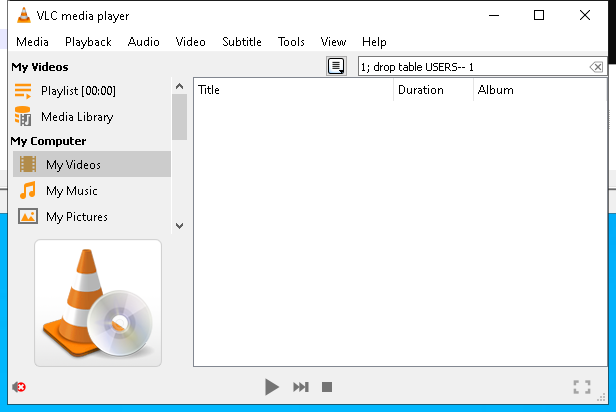 VLC media player
Media Playback Audio Video Subtitle Tools View Help
My Videos
1; drop table USERS-- 1
Playlist [00:00]
Media Library
My Computer
My Videos
My Music
My Pictures
Title Duration Album